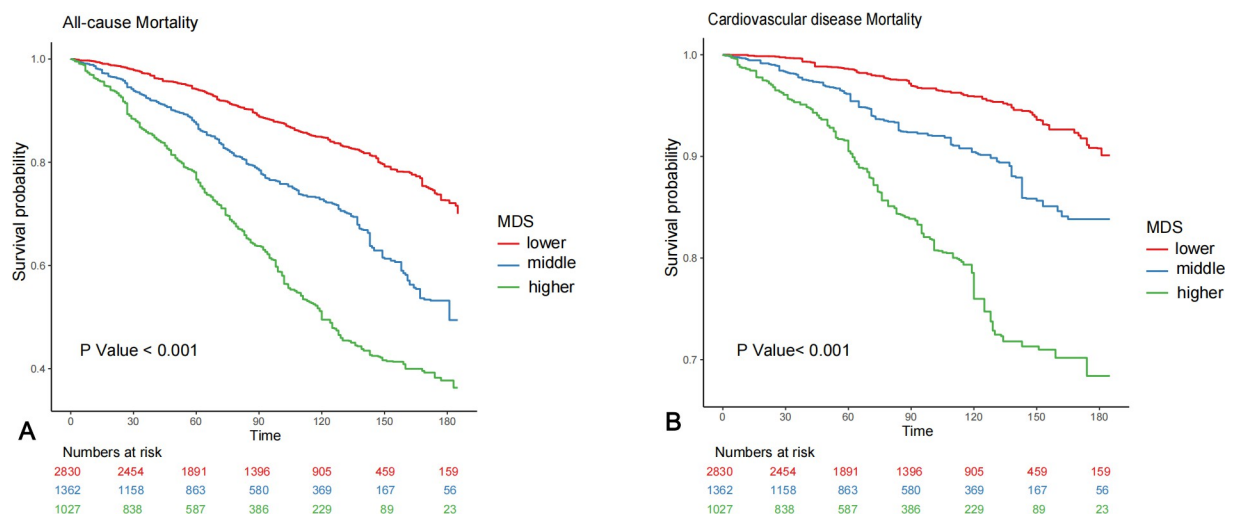 All-cause Mortality
1.0
0.8
0.6
0.4
Survival probability
P Value < 0.001
MDS
lower
middle
higher
0 30 60 90 120 150 180
Time
A
Numbers at risk
2830 2454 1891 1396 905 459 159
1362 1158 863 580 369 167 56
1027 838 587 386 229 89 23
Cardiovascular disease Mortality
1.0
0.9
0.8
0.7
Survival probability
P Value< 0.001
MDS
lower
middle
higher
0 30 60 90 120 150 180
Time
B
Numbers at risk
2830 2454 1891 1396 905 459 159
1362 1158 863 580 369 167 56
1027 838 587 386 229 89 23